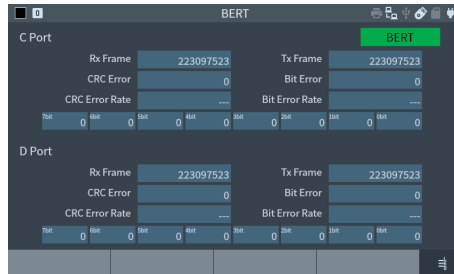 0 BERT
C Port BERT
Rx Frame 223097523 Tx Frame 223097523
CRC Error 0 Bit Error 0
CRC Error Rate --- Bit Error Rate ---
7bit 0 6bit 0 5bit 0 4bit 0 3bit 0 2bit 0 1bit 0 0bit 0
D Port
Rx Frame 223097523 Tx Frame 223097523
CRC Error 0 Bit Error 0
CRC Error Rate --- Bit Error Rate ---
7bit 0 6bit 0 5bit 0 4bit 0 3bit 0 2bit 0 1bit 0 0bit 0